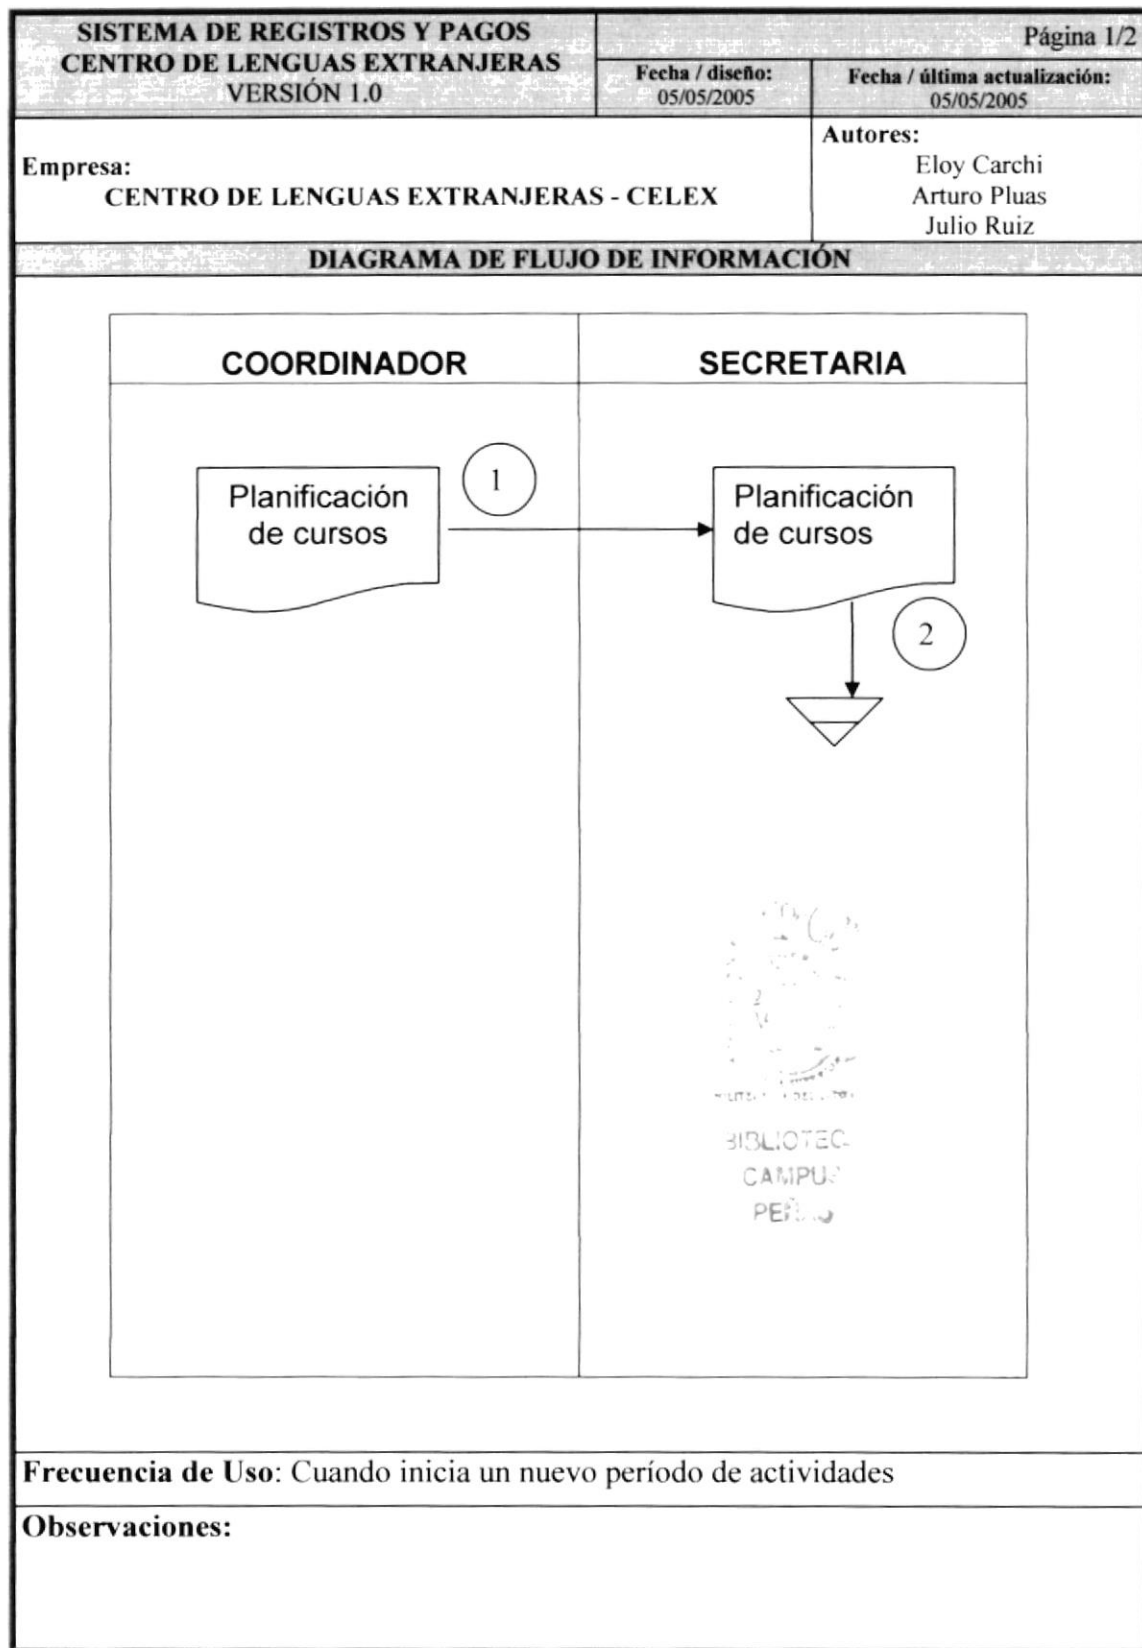 SISTEMA DE REGISTROS Y PAGOS
CENTRO DE LENGUAS EXTRANJERAS
VERSIÓN 1.0
Página 1/2
Fecha / diseño:
05/05/2005
Fecha / última actualización:
05/05/2005
Empresa:
CENTRO DE LENGUAS EXTRANJERAS - CELEX
Autores:
Eloy Carchi
Arturo Pluas
Julio Ruiz
DIAGRAMA DE FLUJO DE INFORMACIÓN
COORDINADOR
SECRETARIA
Planificación
de cursos
1
Planificación
de cursos
2
CAMPUS
Frecuencia de Uso: Cuando inicia un nuevo período de actividades
Observaciones: